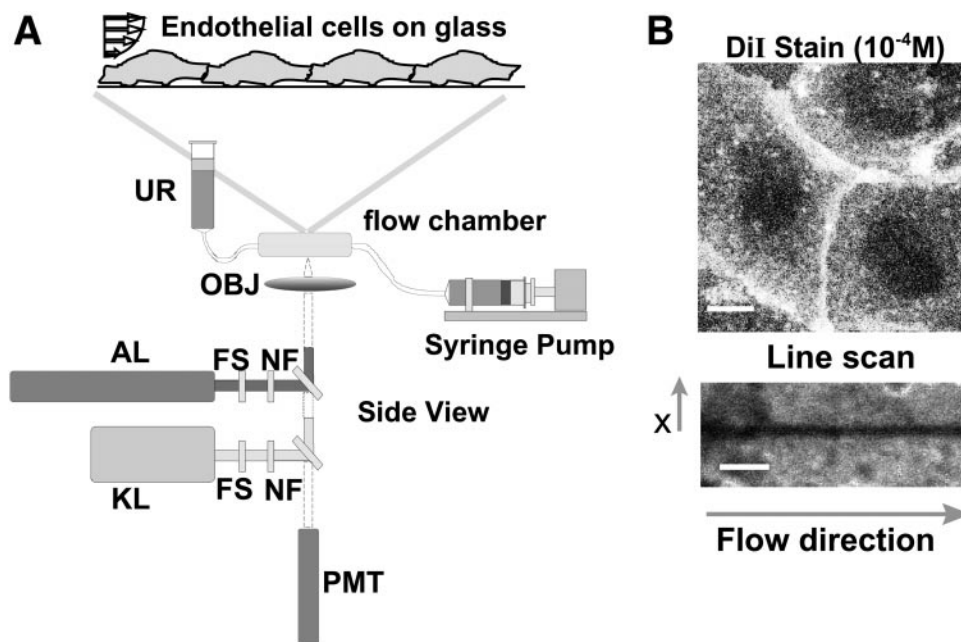 A
Endothelial cells on glass
UR
flow chamber
OBJ
Syringe Pump
AL
FS
NF
Side View
KL
FS
NF
PMT
B
DiI Stain (10⁻⁴M)
Line scan
x
Flow direction